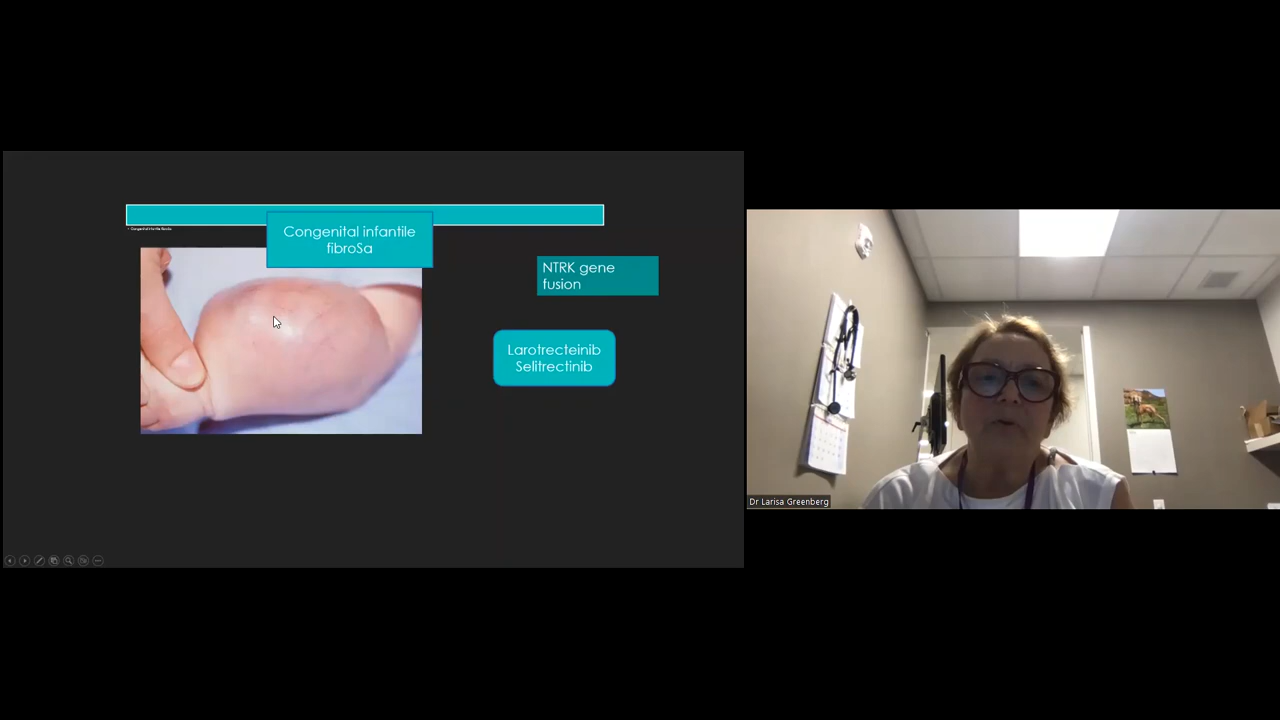 Congenital infantile
fibroSa
NTRK gene
fusion
Larotrecteinib
Selitrectinib
Dr Larisa Greenberg